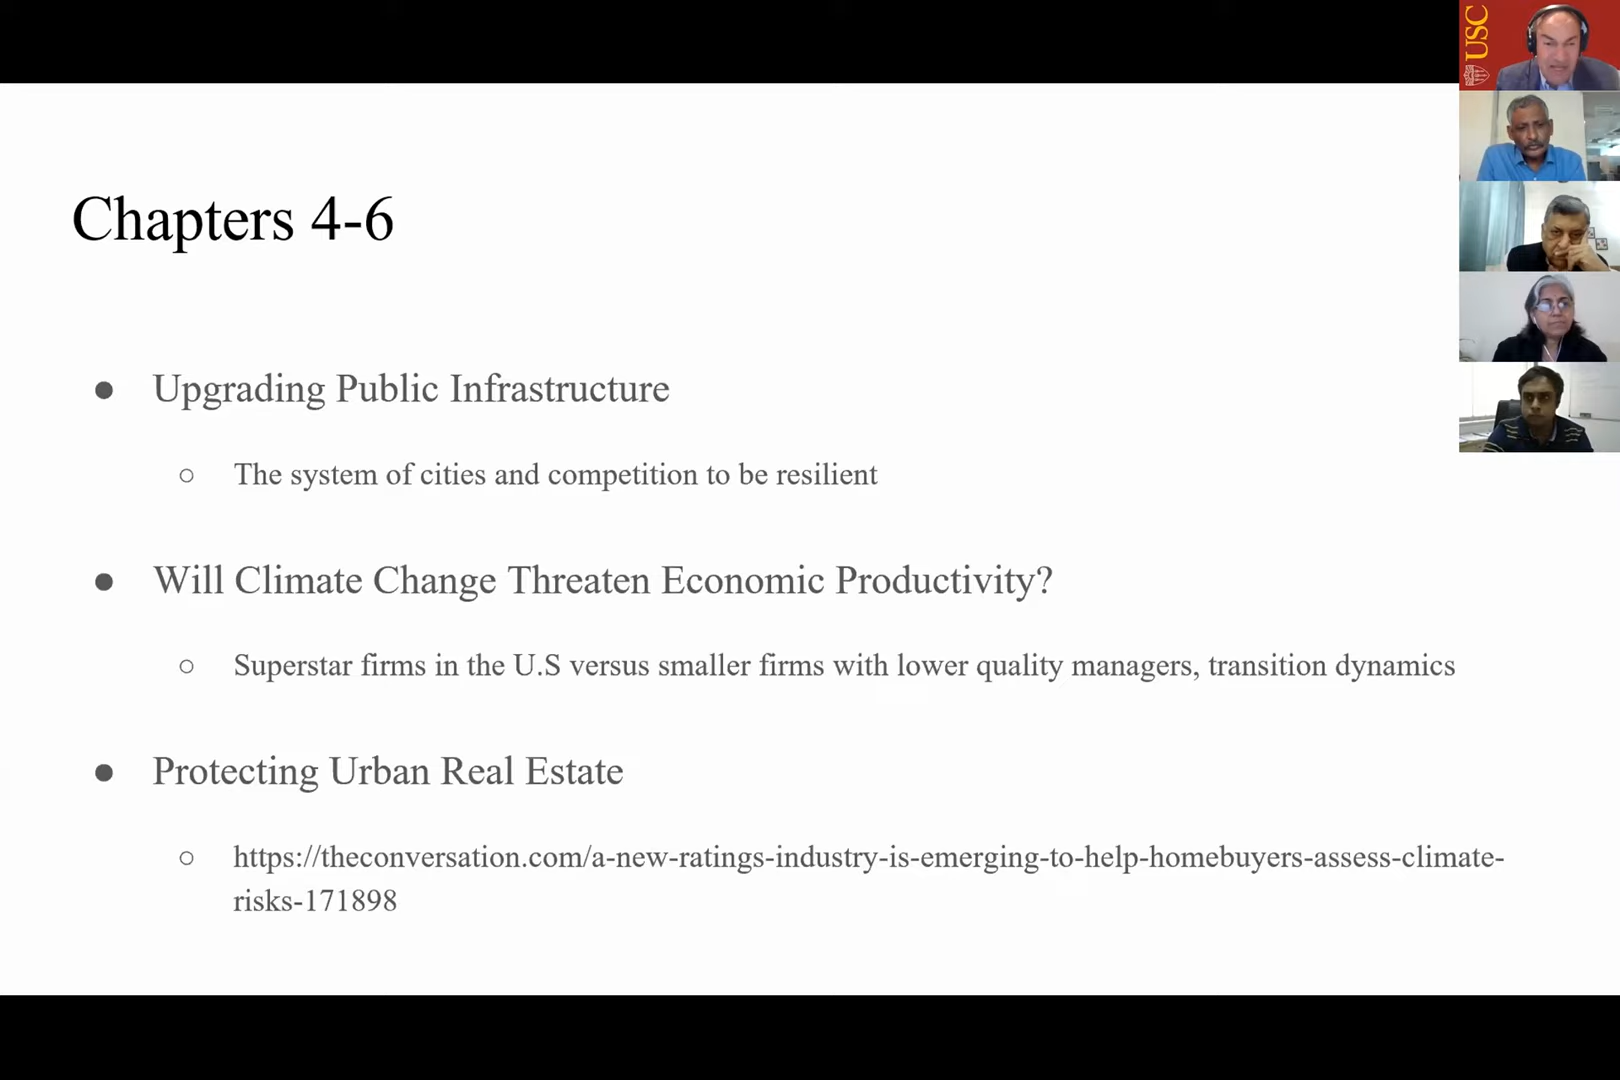 USC
Chapters 4-6
● Upgrading Public Infrastructure
○ The system of cities and competition to be resilient
● Will Climate Change Threaten Economic Productivity?
○ Superstar firms in the U.S versus smaller firms with lower quality managers, transition dynamics
● Protecting Urban Real Estate
○ https://theconversation.com/a-new-ratings-industry-is-emerging-to-help-homebuyers-assess-climate-
risks-171898